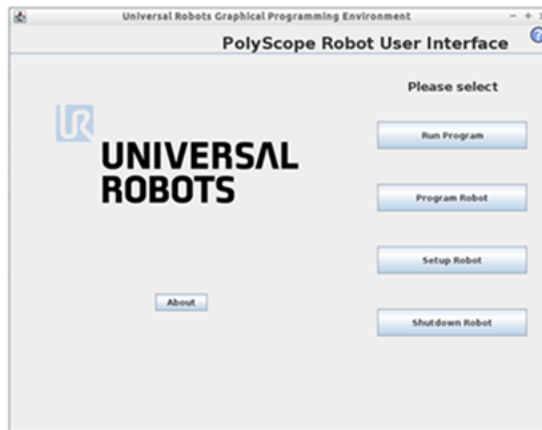 Universal Robots Graphical Programming Environment
PolyScope Robot User Interface
?
Please select
UR
UNIVERSAL
ROBOTS
Run Program
Program Robot
Setup Robot
About
Shutdown Robot